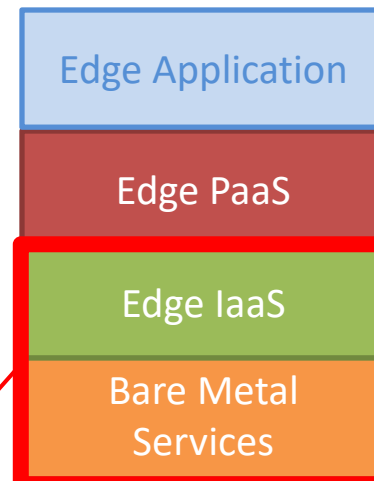 Edge Application
Edge PaaS
Edge IaaS
Bare Metal
Services